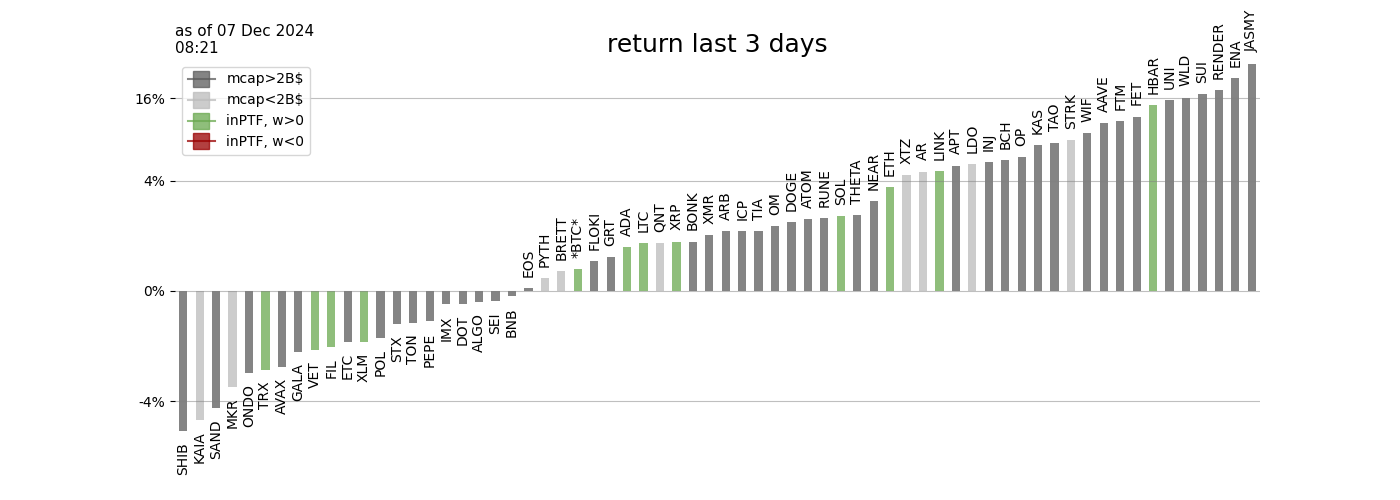 as of 07 Dec 2024
08:21
return last 3 days
mcap>2B$
mcap<2B$
inPTF, w>0
inPTF, w<0
16%
4%
0%
-4%
SHIB
KAIA
SAND
MKR
ONDO
TRX
AVAX
GALA
VET
FIL
ETC
XLM
POL
STX
TON
PEPE
IMX
DOT
ALGO
SEI
BNB
EOS
PYTH
BRETT
*BTC*
FLOKI
GRT
ADA
LTC
QNT
XRP
BONK
XMR
ARB
ICP
TIA
OM
DOGE
ATOM
RUNE
SOL
THETA
NEAR
ETH
XTZ
AR
LINK
APT
LDO
INJ
BCH
OP
KAS
TAO
STRK
WIF
AAVE
FTM
FET
HBAR
UNI
WLD
SUI
RENDER
ENA
JASMY